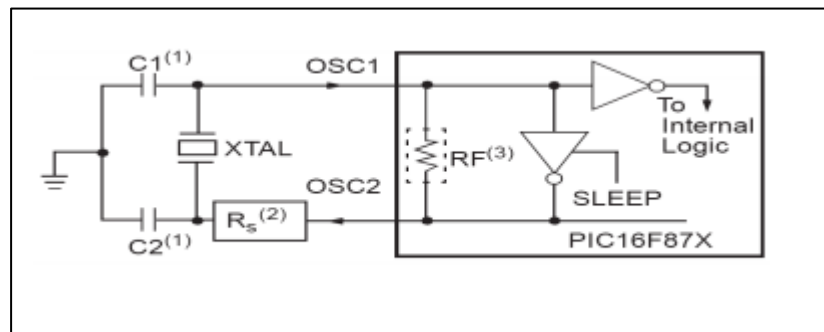 C1(1)
OSC1
To
Internal
Logic
XTAL
RF(3)
OSC2
SLEEP
C2(1)
Rs(2)
PIC16F87X